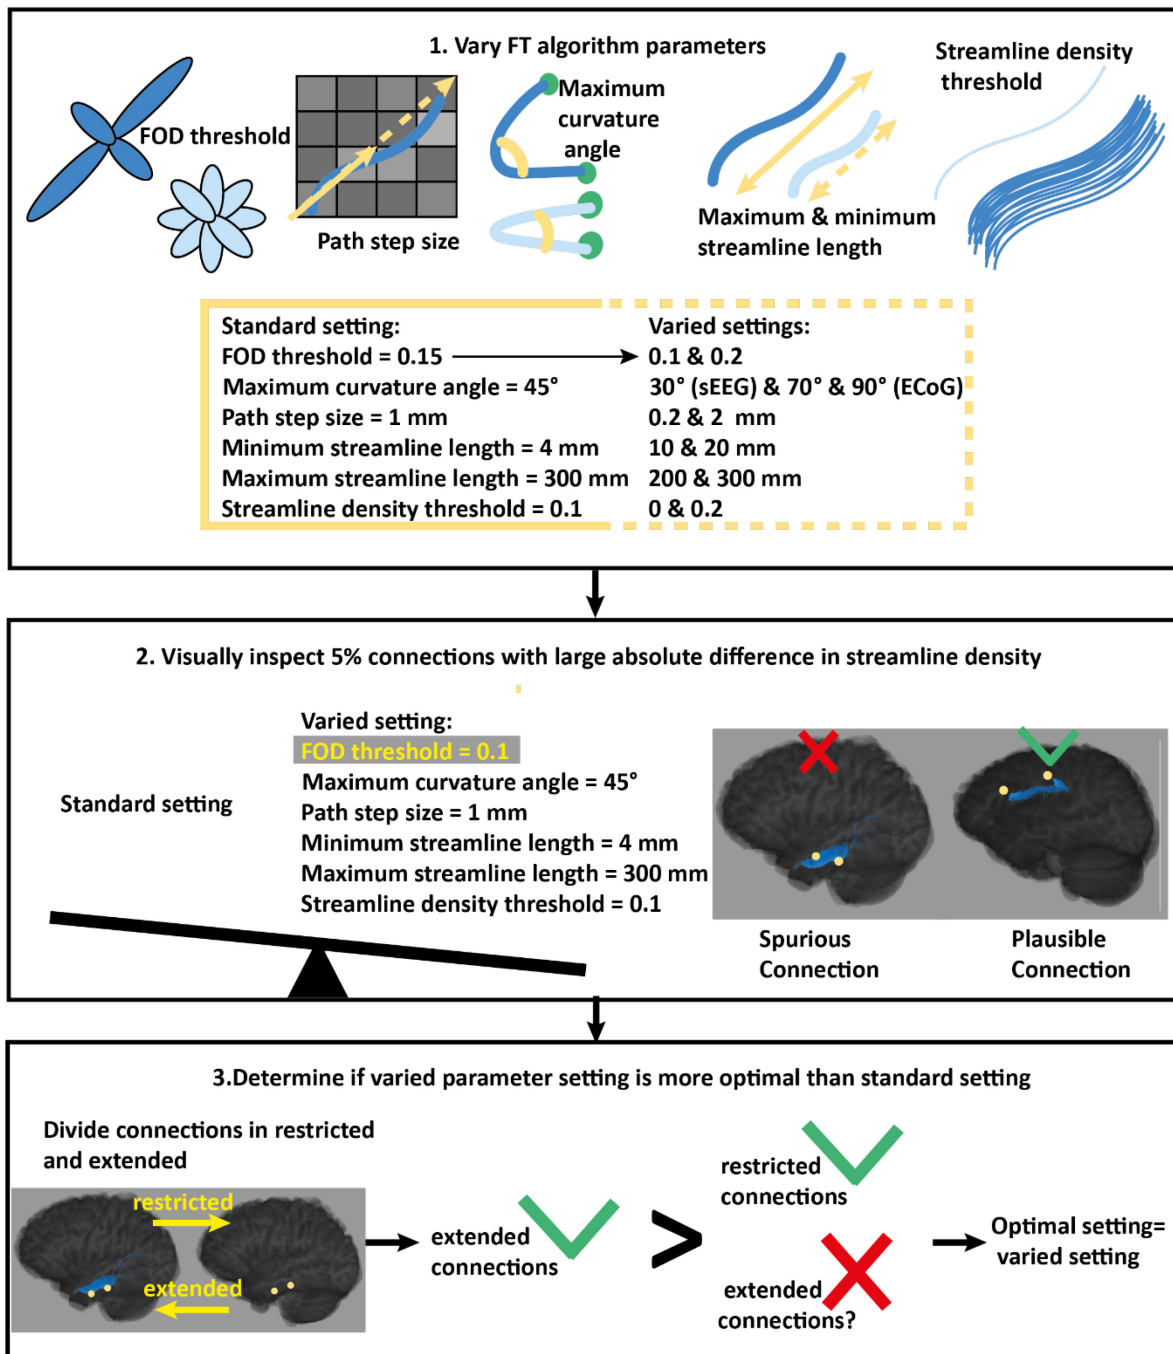 1. Vary FT algorithm parameters
FOD threshold
Path step size
Maximum
curvature
angle
Maximum & minimum
streamline length
Streamline density
threshold
Standard setting:
Varied settings:
FOD threshold = 0.15
0.1 & 0.2
Maximum curvature angle = 45°
30° (sEEG) & 70° & 90° (ECoG)
Path step size = 1 mm
0.2 & 2 mm
Minimum streamline length = 4 mm
10 & 20 mm
Maximum streamline length = 300 mm
200 & 300 mm
Streamline density threshold = 0.1
0 & 0.2
2. Visually inspect 5% connections with large absolute difference in streamline density
Standard setting
Varied setting:
FOD threshold = 0.1
Maximum curvature angle = 45°
Path step size = 1 mm
Minimum streamline length = 4 mm
Maximum streamline length = 300 mm
Streamline density threshold = 0.1
Spurious
Connection
Plausible
Connection
3.Determine if varied parameter setting is more optimal than standard setting
Divide connections in restricted
and extended
restricted
extended
extended
connections
>
restricted
connections
extended
connections?
Optimal setting=
varied setting